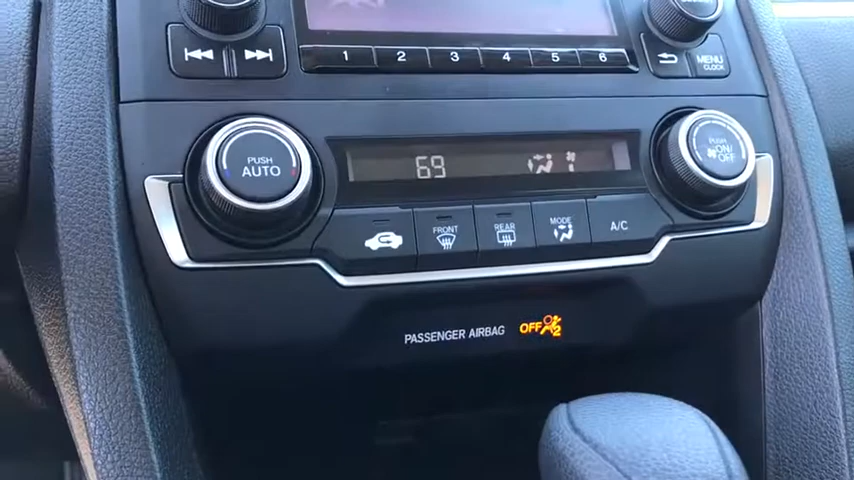 1 2 3 4 5 6
MENU
CLOCK
PUSH
AUTO
69
PUSH
ON/
OFF
FRONT
REAR
MODE
A/C
PASSENGER AIRBAG OFF 2